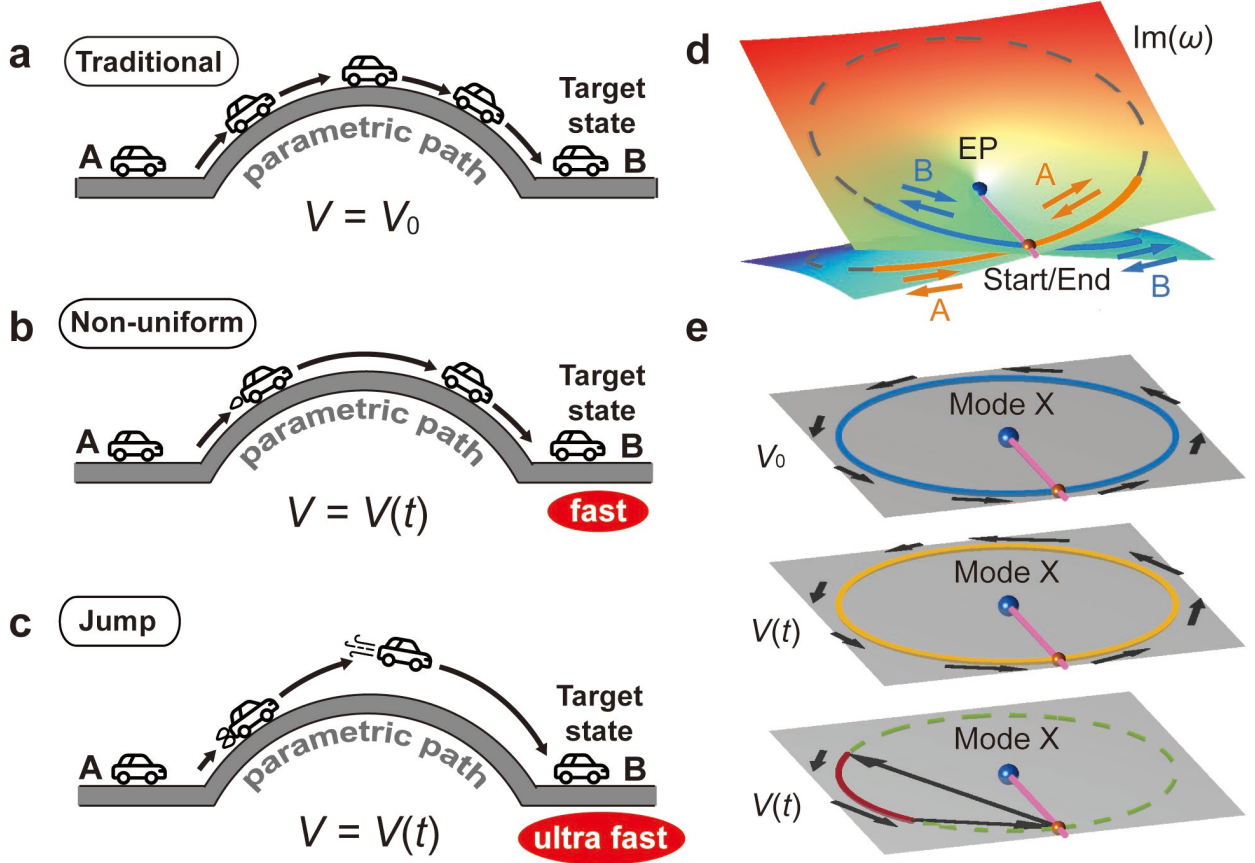 a
Traditional
A
parametric path
Target
state
B
V = V₀
b
Non-uniform
A
parametric path
Target
state
B
V = V(t)
fast
c
Jump
A
parametric path
Target
state
B
V = V(t)
ultra fast
d
Im(ω)
EP
B
A
Start/End
A
B
e
Mode X
V₀
Mode X
V(t)
Mode X
V(t)